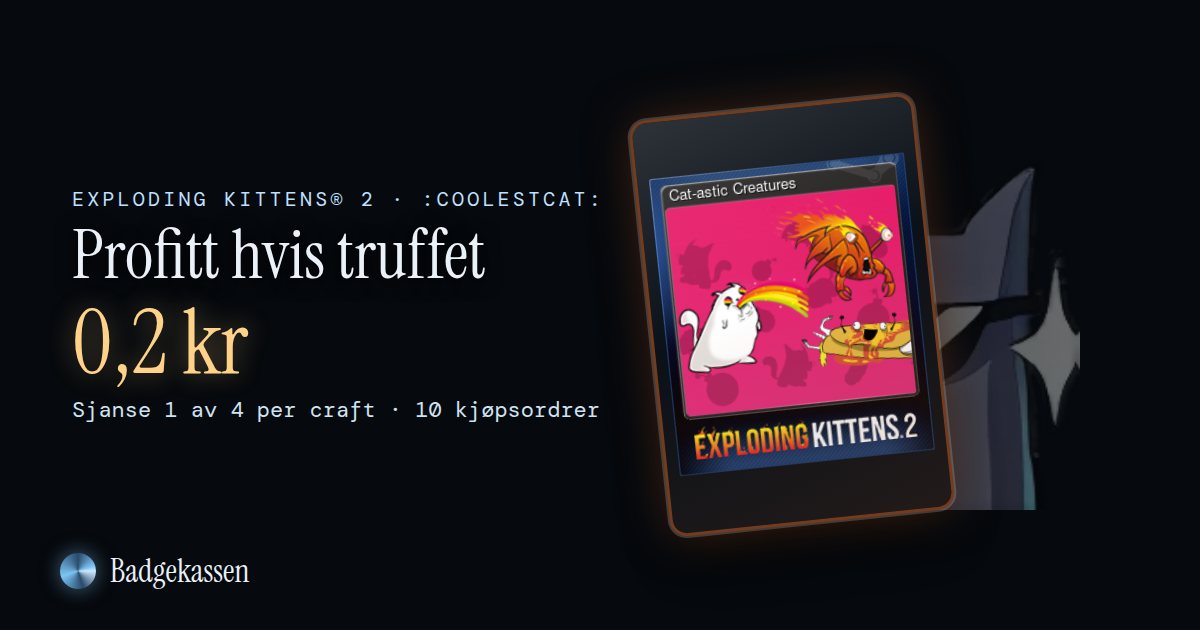 EXPLODING KITTENS® 2 · :COOLESTCAT:
Profitt hvis truffet
0,2 kr
Sjanse 1 av 4 per craft · 10 kjøpsordrer
Badgekassen
Cat-astic Creatures
EXPLODING KITTENS 2